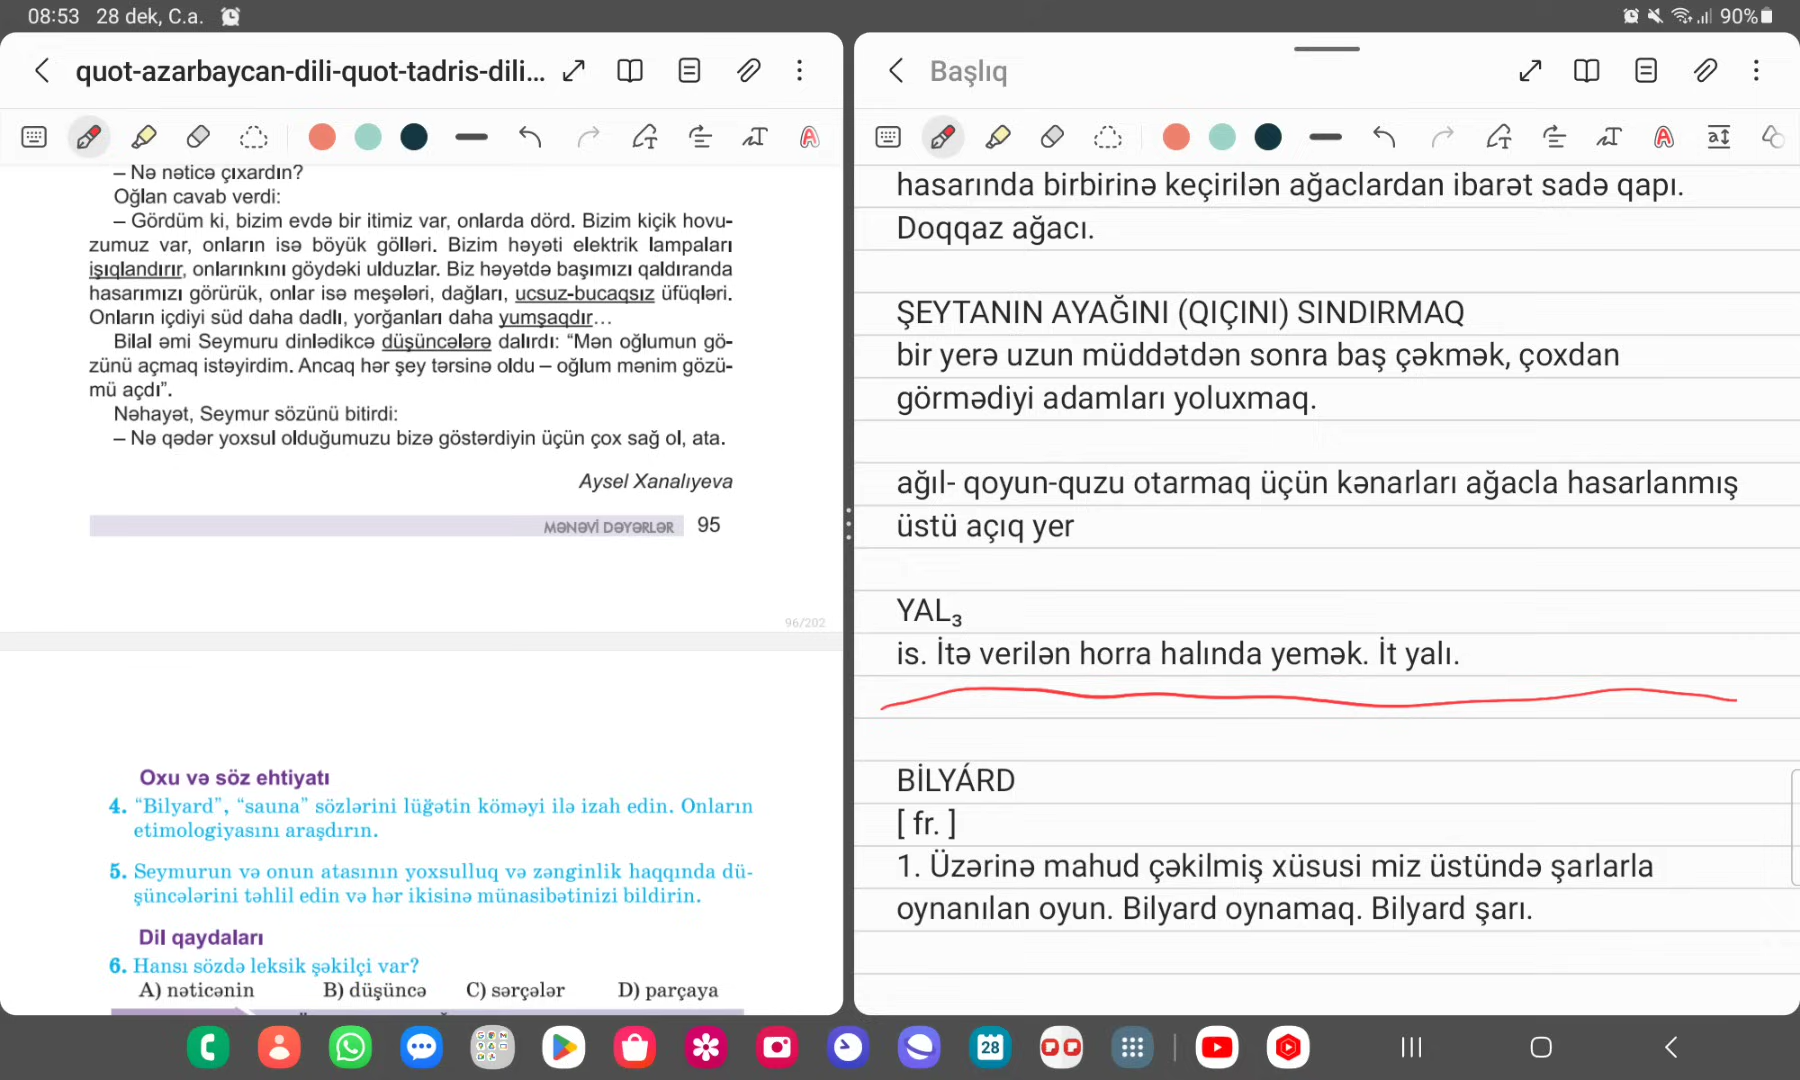 08:53 28 dek, C.a.
90%
quot-azarbaycan-dili-quot-tadris-dili...
– Nə nəticə çıxardın?
Oğlan cavab verdi:
– Gördüm ki, bizim evdə bir itimiz var, onlarda dörd. Bizim kiçik hovu-
zumuz var, onların isə böyük gölləri. Bizim həyəti elektrik lampaları
işıqlandırır, onlarınkını göydəki ulduzlar. Biz həyətdə başımızı qaldıranda
hasarımızı görürük, onlar isə meşələri, dağları, ucsuz-bucaqsız üfüqləri.
Onların içdiyi süd daha dadlı, yorğanları daha yumşaqdır...
Bilal əmi Seymuru dinlədikcə düşüncələrə dalırdı: “Mən oğlumun gö-
zünü açmaq istəyirdim. Ancaq hər şey tərsinə oldu – oğlum mənim gözü-
mü açdı”.
Nəhayət, Seymur sözünü bitirdi:
– Nə qədər yoxsul olduğumuzu bizə göstərdiyin üçün çox sağ ol, ata.
Aysel Xanalıyeva
MƏNƏVİ DƏYƏRLƏR 95
96/202
Oxu və söz ehtiyatı
4. “Bilyard”, “sauna” sözlərini lüğətin köməyi ilə izah edin. Onların
etimologiyasını araşdırın.
5. Seymurun və onun atasının yoxsulluq və zənginlik haqqında dü-
şüncələrini təhlil edin və hər ikisinə münasibətinizi bildirin.
Dil qaydaları
6. Hansı sözdə leksik şəkilçi var?
A) nəticənin B) düşüncə C) sərçələr D) parçaya
Başlıq
hasarında birbirinə keçirilən ağaclardan ibarət sadə qapı.
Doqqaz ağacı.
ŞEYTANIN AYAĞINI (QIÇINI) SINDIRMAQ
bir yerə uzun müddətdən sonra baş çəkmək, çoxdan
görmədiyi adamları yoluxmaq.
ağıl- qoyun-quzu otarmaq üçün kənarları ağacla hasarlanmış
üstü açıq yer
YAL₃
is. İtə verilən horra halında yemək. İt yalı.
BİLYÁRD
[ fr. ]
1. Üzərinə mahud çəkilmiş xüsusi miz üstündə şarlarla
oynanılan oyun. Bilyard oynamaq. Bilyard şarı.
28